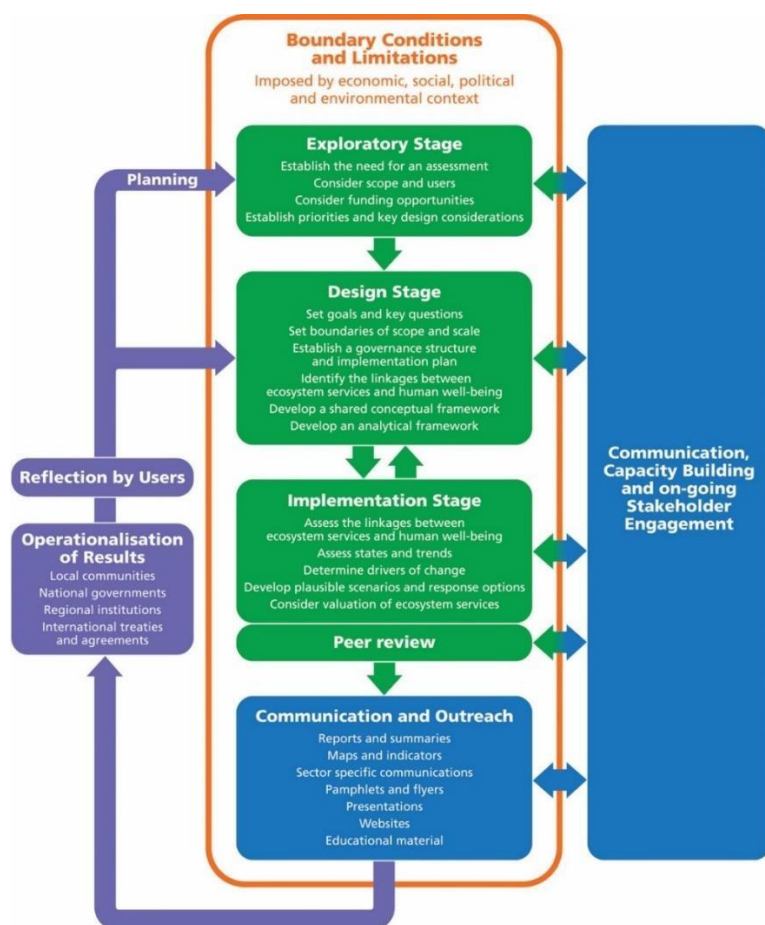 Boundary Conditions
and Limitations
Imposed by economic, social, political
and environmental context
Exploratory Stage
Establish the need for an assessment
Consider scope and users
Consider funding opportunities
Establish priorities and key design considerations
Planning
Design Stage
Set goals and key questions
Set boundaries of scope and scale
Establish a governance structure
and implementation plan
Identify the linkages between
ecosystem services and human well-being
Develop a shared conceptual framework
Develop an analytical framework
Reflection by Users
Operationalisation
of Results
Local communities
National governments
Regional institutions
International treaties
and agreements
Implementation Stage
Assess the linkages between
ecosystem services and human well-being
Assess states and trends
Determine drivers of change
Develop plausible scenarios and response options
Consider valuation of ecosystem services
Peer review
Communication and Outreach
Reports and summaries
Maps and indicators
Sector specific communications
Pamphlets and flyers
Presentations
Websites
Educational material
Communication,
Capacity Building
and on-going
Stakeholder
Engagement